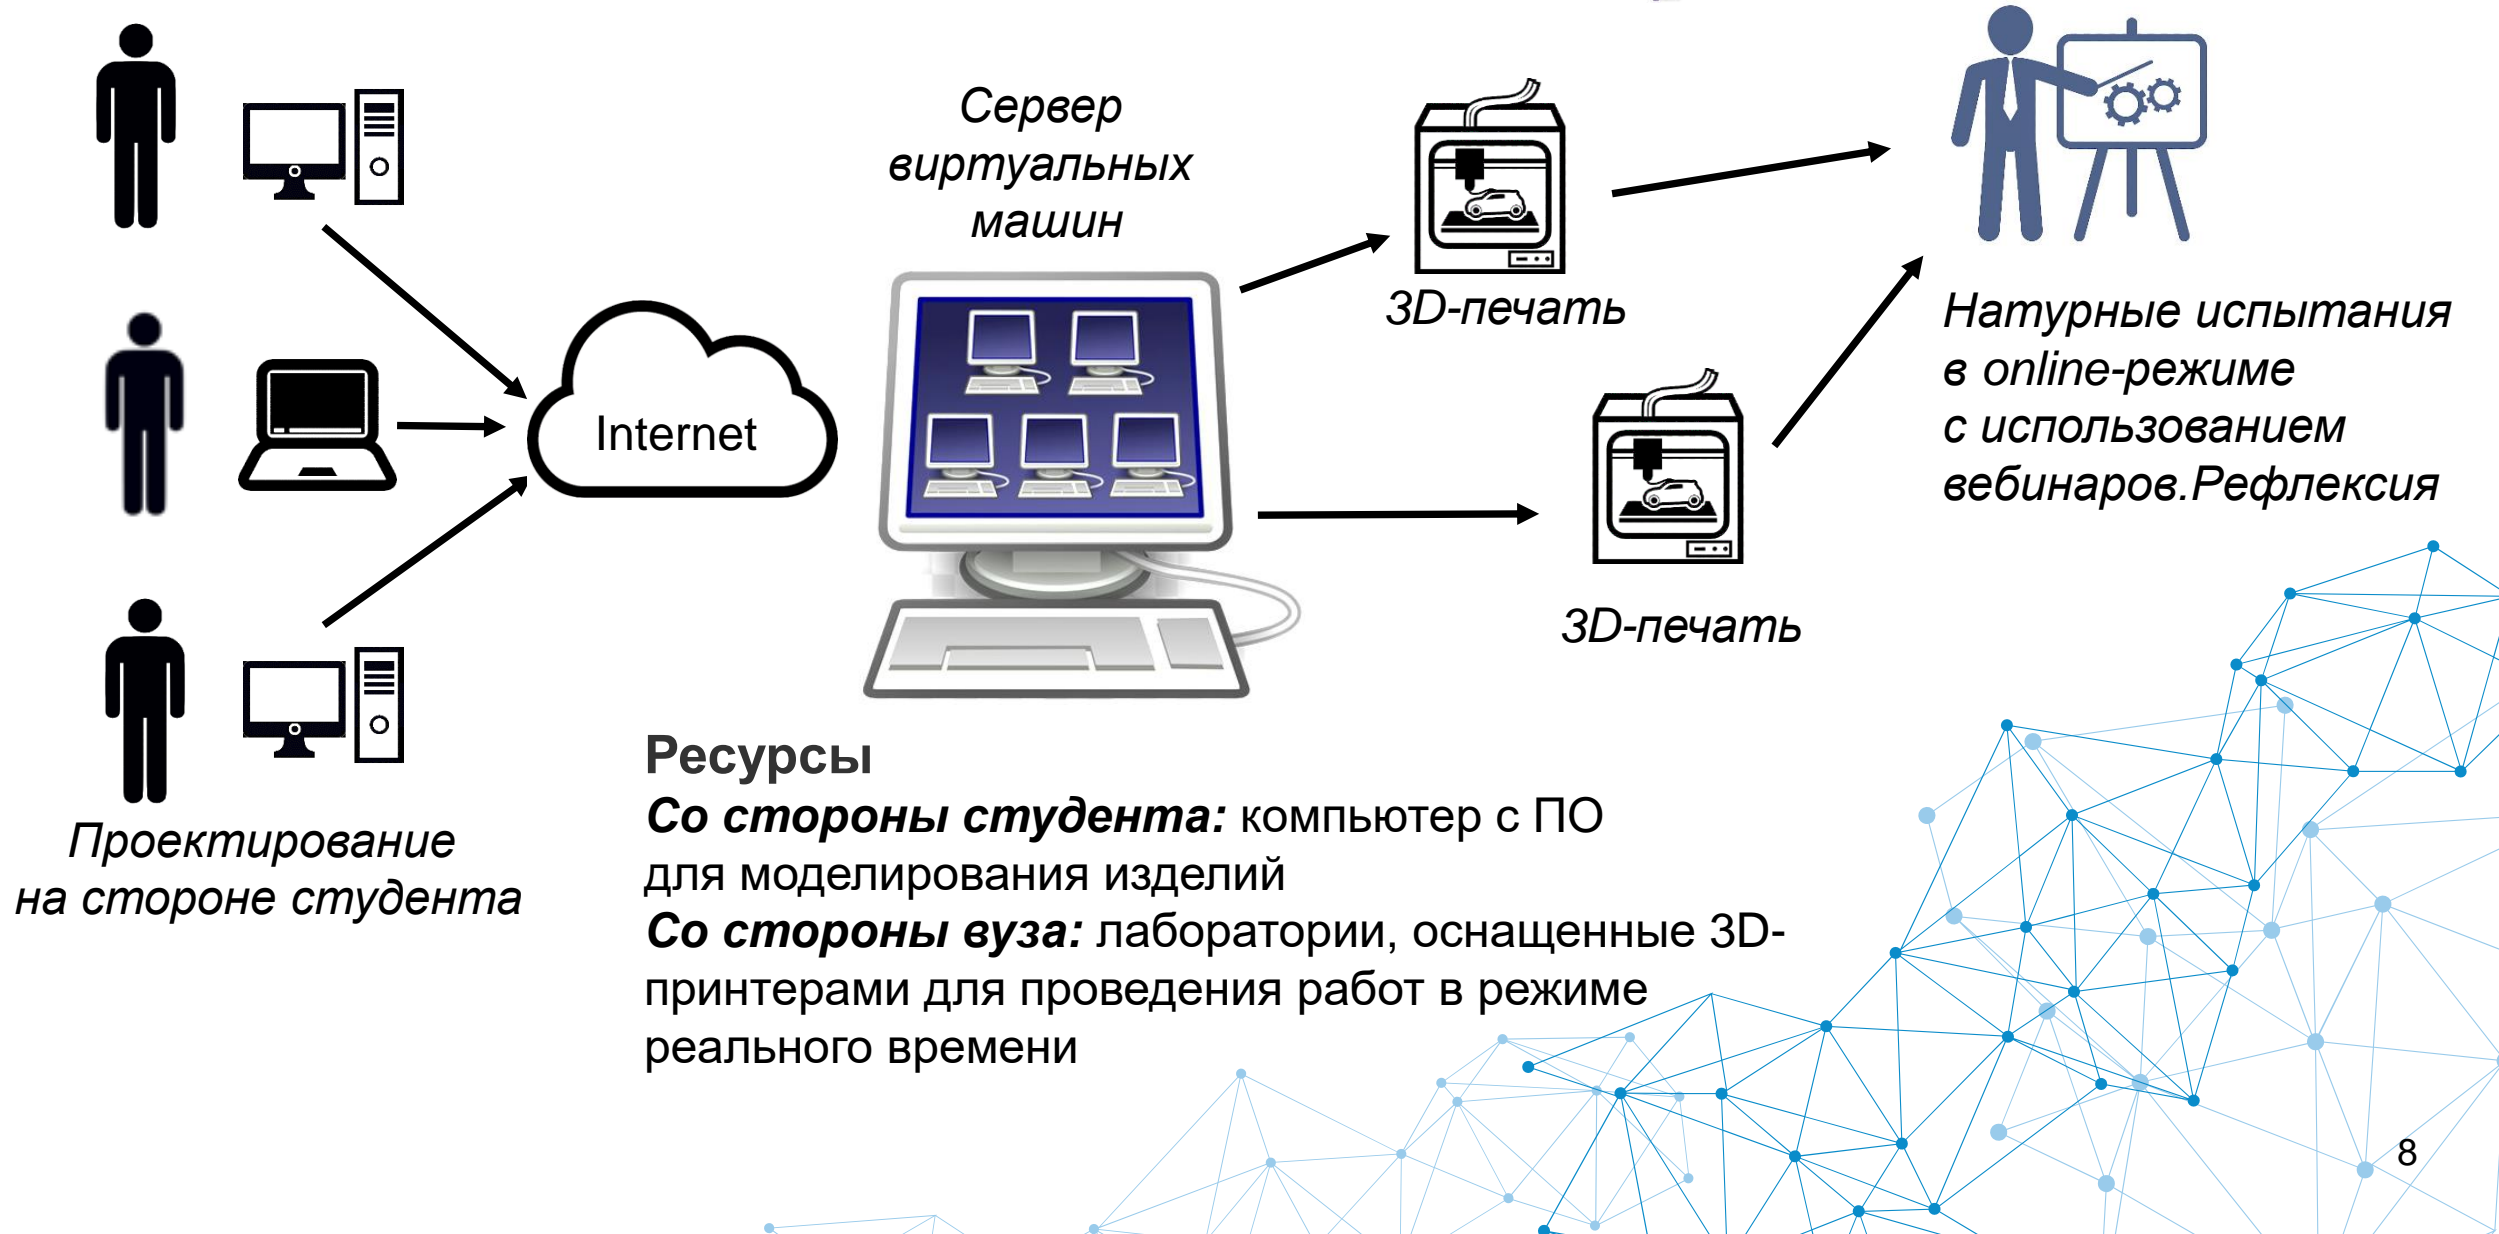 Сервер
виртуальных
машин
3D-печать
Натурные испытания
в online-режиме
с использованием
вебинаров.Рефлексия
Internet
3D-печать
Проектирование
на стороне студента
Ресурсы
Со стороны студента: компьютер с ПО
для моделирования изделий
Со стороны вуза: лаборатории, оснащенные 3D-
принтерами для проведения работ в режиме
реального времени
8